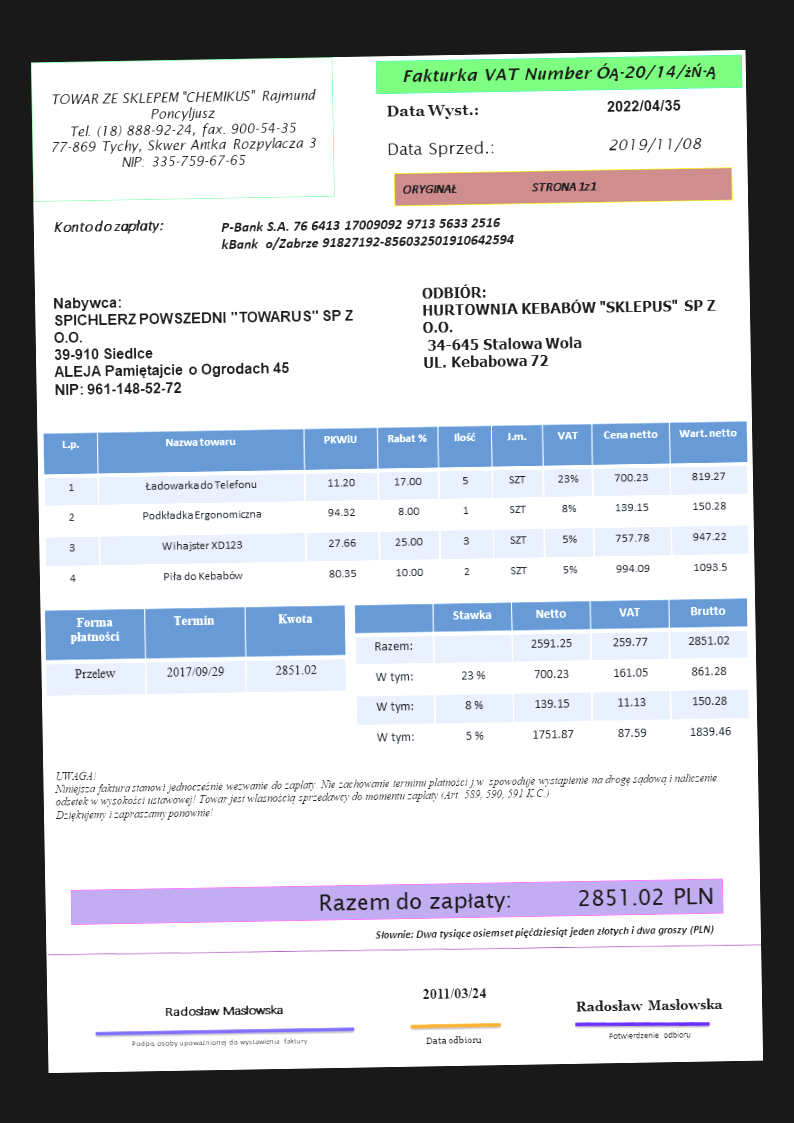 TOWAR ZE SKLEPEM "CHEMIKUS" Rajmund
Poncyljusz
Tel. (18) 888-92-24, fax. 900-54-35
77-869 Tychy, Skwer Antka Rozpylacza 3
NIP: 335-759-67-65
Fakturka VAT Number ÓĄ-20/14/żŃ-Ą
Data Wyst.: 2022/04/35
Data Sprzed.: 2019/11/08
ORYGINAŁ STRONA 1z1
Konto do zapłaty: P-Bank S.A. 76 6413 17009092 9713 5633 2516
kBank o/Zabrze 91827192-856032501910642594
Nabywca:
SPICHLERZ POWSZEDNI "TOWARUS" SP Z
O.O.
39-910 Siedlce
ALEJA Pamiętajcie o Ogrodach 45
NIP: 961-148-52-72
ODBIÓR:
HURTOWNIA KEBABÓW "SKLEPUS" SP Z
O.O.
34-645 Stalowa Wola
UL. Kebabowa 72
L.p. Nazwa towaru PKWiU Rabat % Ilość J.m. VAT Cena netto Wart. netto
1 Ładowarka do Telefonu 11.20 17.00 5 SZT 23% 700.23 819.27
2 Podkładka Ergonomiczna 94.32 8.00 1 SZT 8% 139.15 150.28
3 Wihajster XD123 27.66 25.00 3 SZT 5% 757.78 947.22
4 Piła do Kebabów 80.35 10.00 2 SZT 5% 994.09 1093.5
Forma płatności Termin Kwota
Przelew 2017/09/29 2851.02
Stawka Netto VAT Brutto
Razem: 2591.25 259.77 2851.02
W tym: 23 % 700.23 161.05 861.28
W tym: 8 % 139.15 11.13 150.28
W tym: 5 % 1751.87 87.59 1839.46
UWAGA!
Niniejsza faktura stanowi jednocześnie wezwanie do zapłaty. Nie zachowanie terminu płatności j.w. spowoduje wystąpienie na drogę sądową i naliczenie
odsetek w wysokości ustawowej! Towar jest własnością sprzedawcy do momentu zapłaty (Art. 589, 590, 591 K.C.)
Dziękujemy i zapraszamy ponownie!
Razem do zapłaty: 2851.02 PLN
Słownie: Dwa tysiące osiemset pięćdziesiąt jeden złotych i dwa groszy (PLN)
Radosław Masłowska
Podpis osoby upoważnionej do wystawienia faktury
2011/03/24
Data odbioru
Radosław Masłowska
Potwierdzenie odbioru